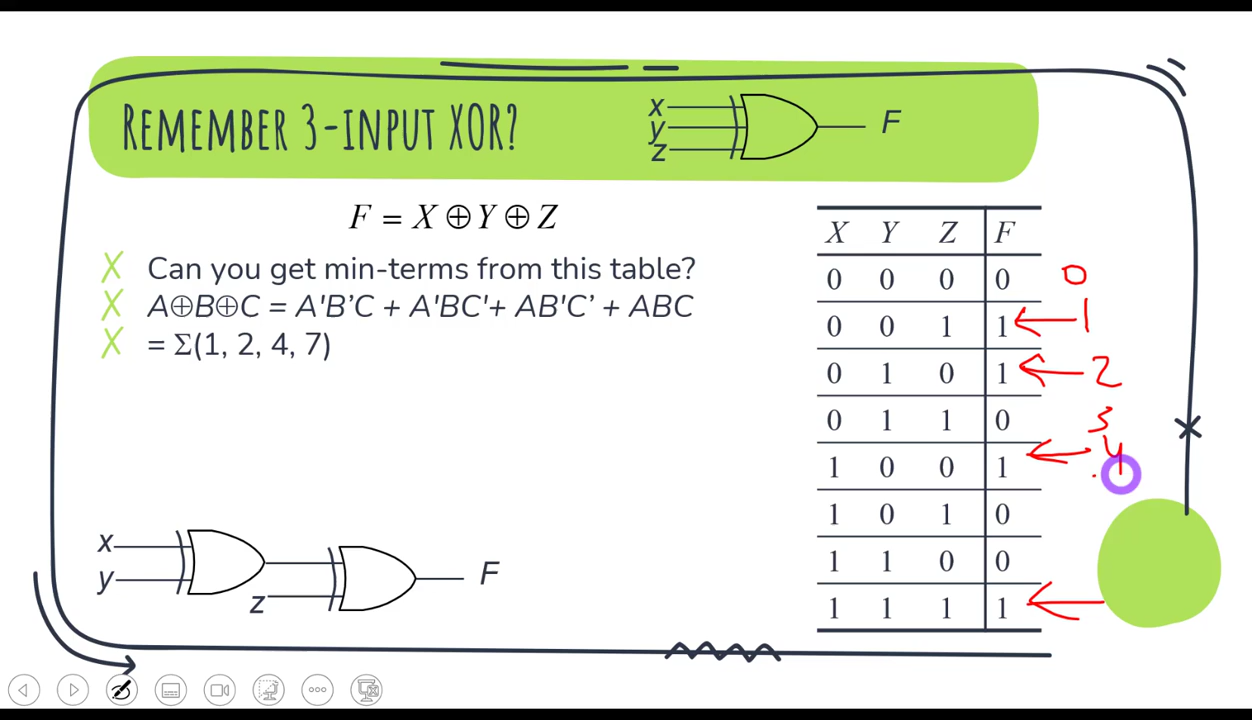 REMEMBER 3-INPUT XOR?
x
y
z
F
F = X ⊕ Y ⊕ Z
X Can you get min-terms from this table?
X A⊕B⊕C = A'B’C + A'BC'+ AB'C’ + ABC
X = Σ(1, 2, 4, 7)
X Y Z F
0 0 0 0 0
0 0 1 1 1
0 1 0 1 2
0 1 1 0 3
1 0 0 1 4
1 0 1 0
1 1 0 0
1 1 1 1
x
y
z
F